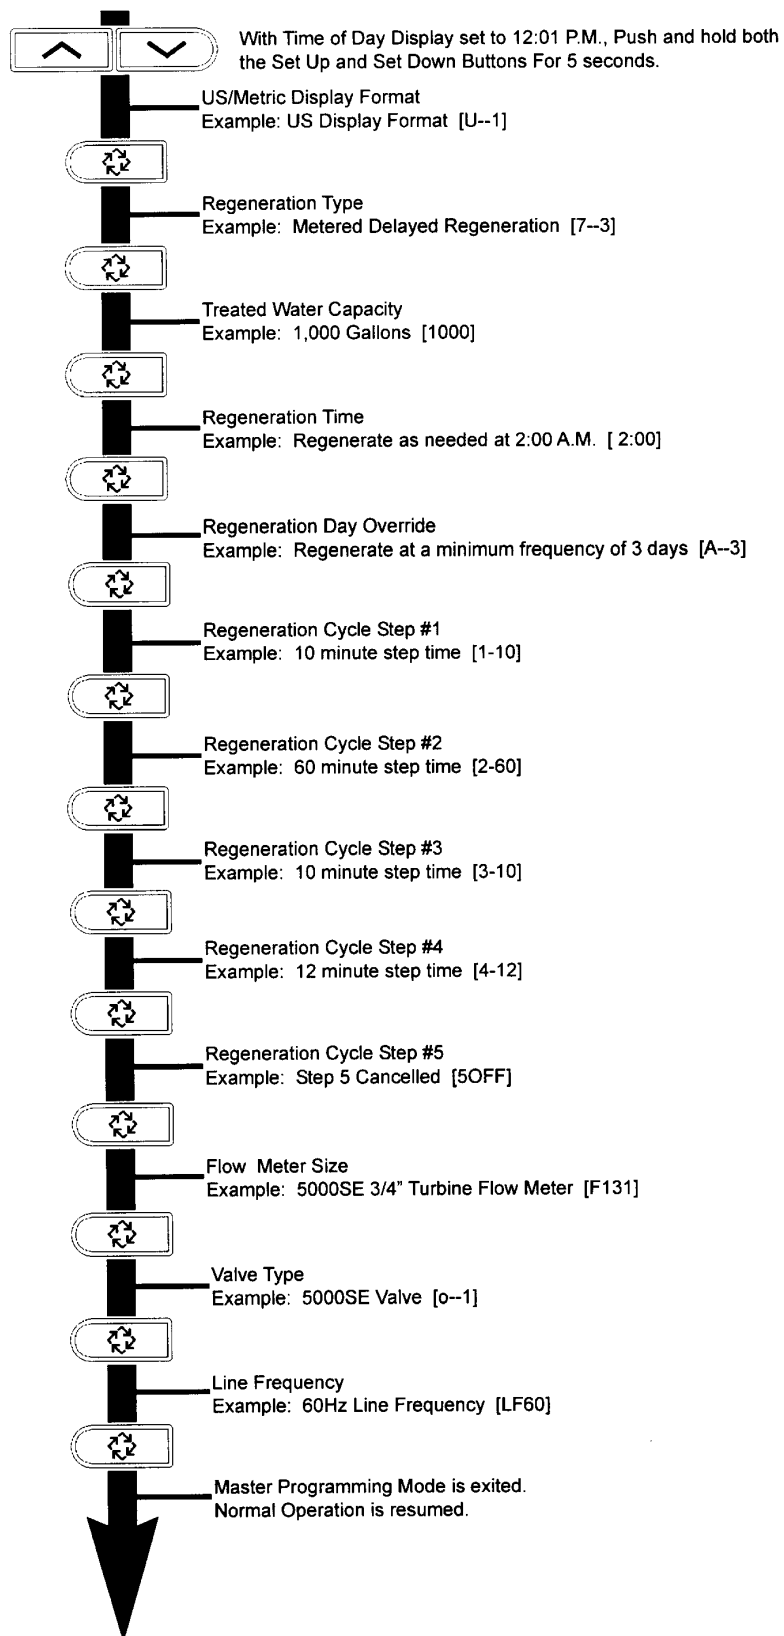 With Time of Day Display set to 12:01 P.M., Push and hold both
the Set Up and Set Down Buttons For 5 seconds.
US/Metric Display Format
Example: US Display Format [U--1]
Regeneration Type
Example: Metered Delayed Regeneration [7--3]
Treated Water Capacity
Example: 1,000 Gallons [1000]
Regeneration Time
Example: Regenerate as needed at 2:00 A.M. [ 2:00]
Regeneration Day Override
Example: Regenerate at a minimum frequency of 3 days [A--3]
Regeneration Cycle Step #1
Example: 10 minute step time [1-10]
Regeneration Cycle Step #2
Example: 60 minute step time [2-60]
Regeneration Cycle Step #3
Example: 10 minute step time [3-10]
Regeneration Cycle Step #4
Example: 12 minute step time [4-12]
Regeneration Cycle Step #5
Example: Step 5 Cancelled [5OFF]
Flow Meter Size
Example: 5000SE 3/4" Turbine Flow Meter [F131]
Valve Type
Example: 5000SE Valve [o--1]
Line Frequency
Example: 60Hz Line Frequency [LF60]
Master Programming Mode is exited.
Normal Operation is resumed.